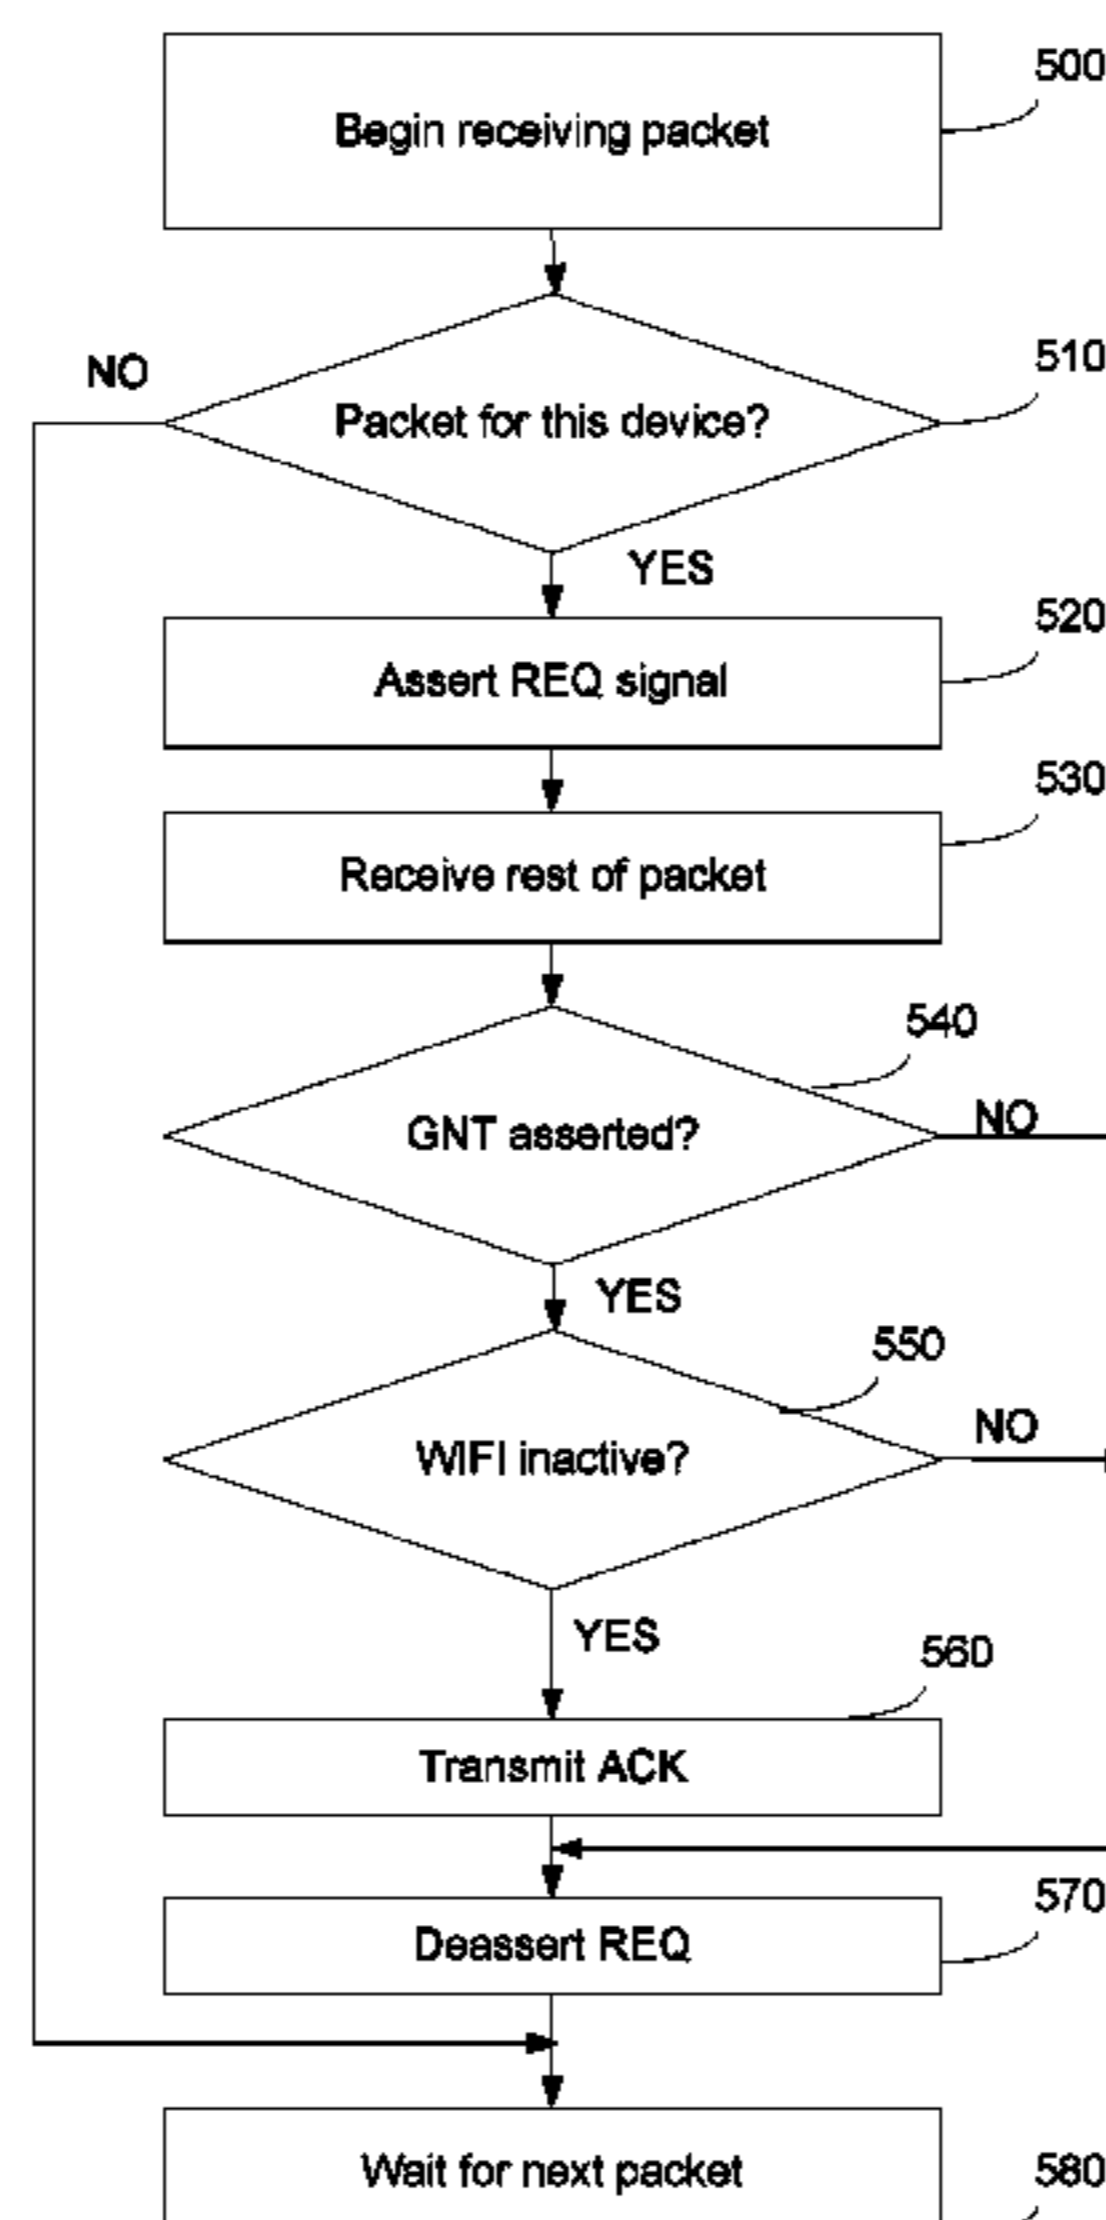 500
Begin receiving packet
510
NO
Packet for this device?
YES
520
Assert REQ signal
530
Receive rest of packet
540
GNT asserted?
NO
YES
550
WIFI inactive?
NO
YES
560
Transmit ACK
570
Deassert REQ
Wait for next packet
580